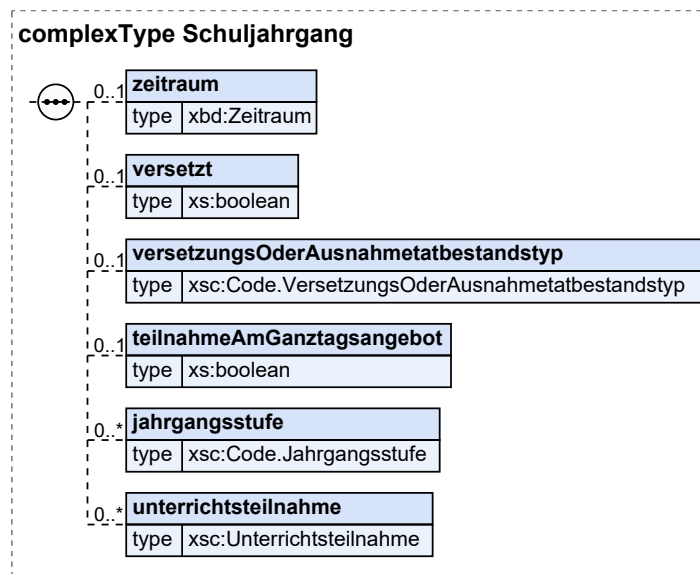 complexType Schuljahrgang
0..1
zeitraum
type xbd:Zeitraum
0..1
versetzt
type xs:boolean
0..1
versetzungsOderAusnahmetatbestandstyp
type xsc:Code.VersetzungsOderAusnahmetatbestandstyp
0..1
teilnahmeAmGanztagsangebot
type xs:boolean
0..*
jahrgangsstufe
type xsc:Code.Jahrgangsstufe
0..*
unterrichtsteilnahme
type xsc:Unterrichtsteilnahme